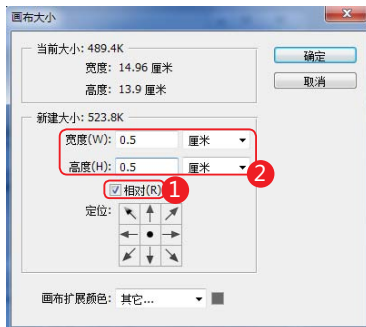 画布大小
当前大小: 489.4K
确定
宽度: 14.96 厘米
取消
高度: 13.9 厘米
新建大小: 523.8K
宽度(W): 0.5 厘米
高度(H): 0.5 厘米
2
相对(R) 1
定位:
画布扩展颜色: 其它...